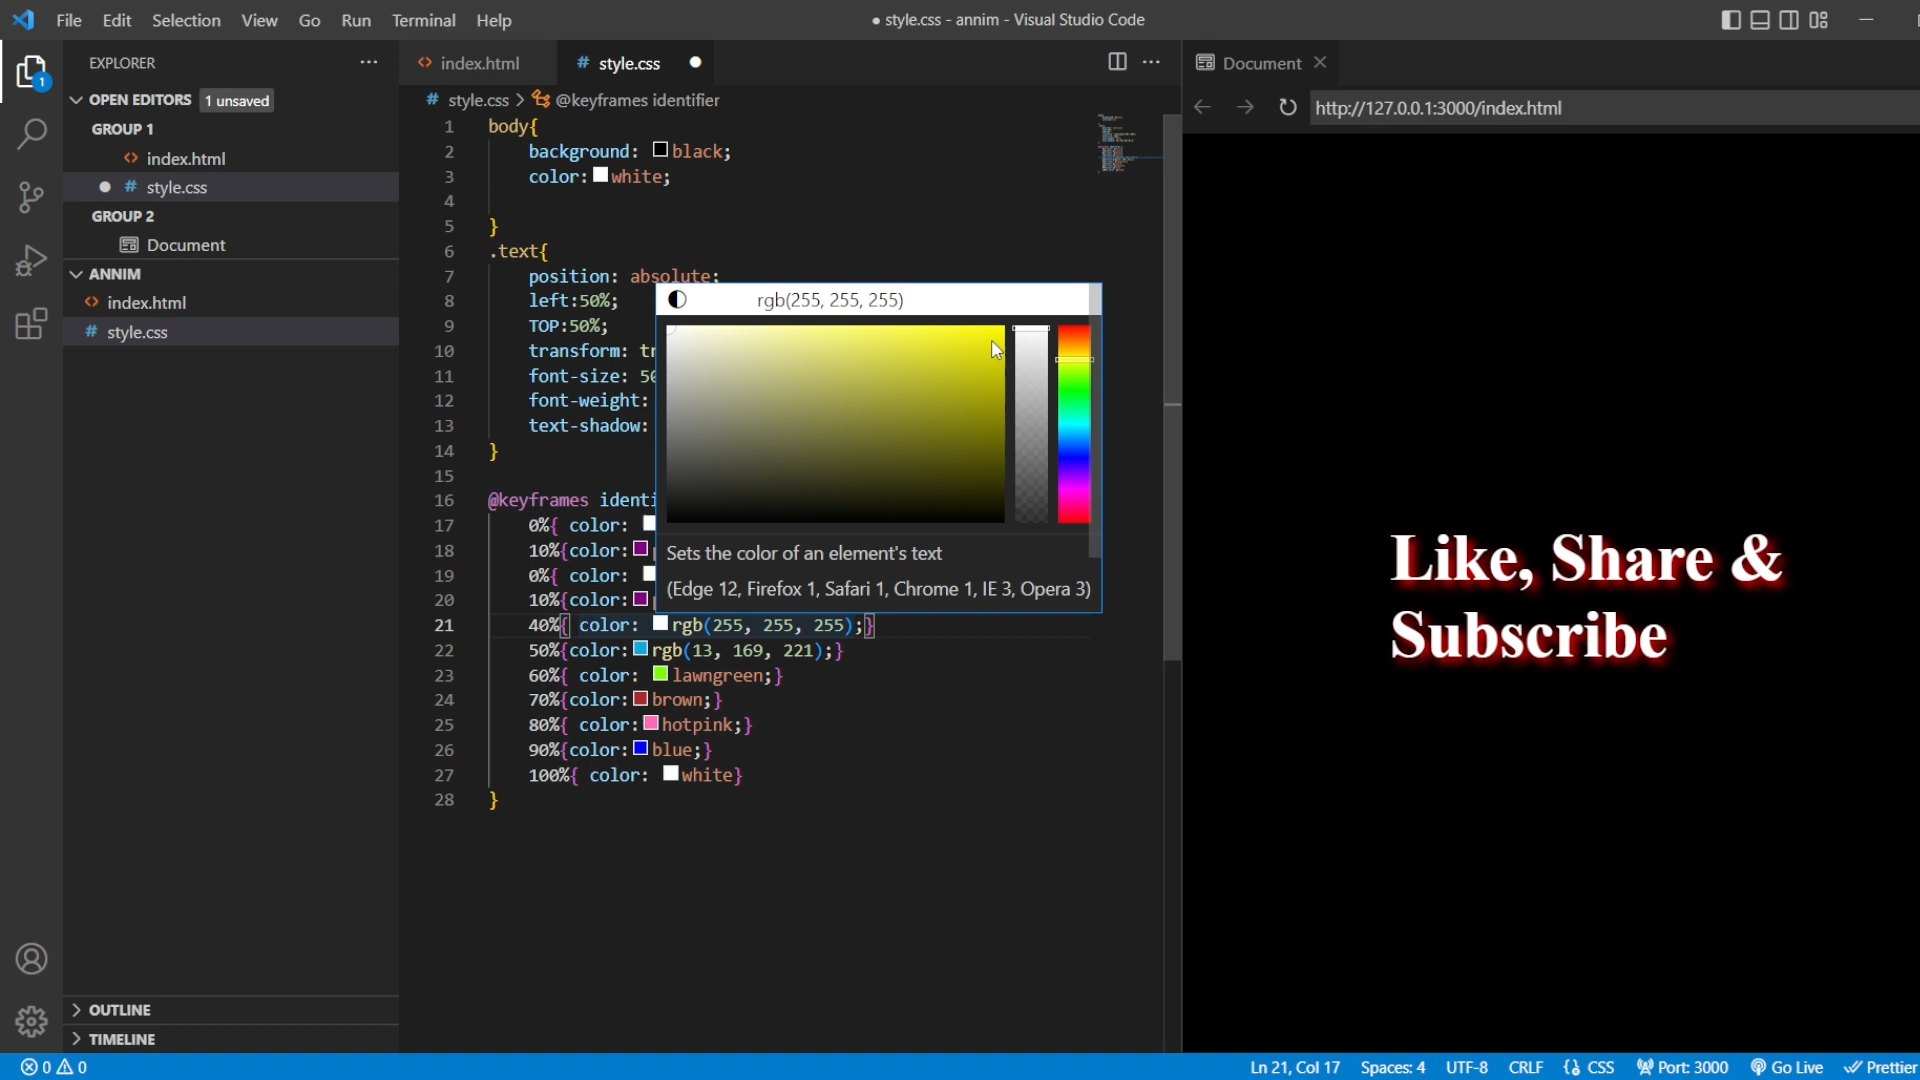 File Edit Selection View Go Run Terminal Help
● style.css - annim - Visual Studio Code
EXPLORER
1
OPEN EDITORS 1 unsaved
GROUP 1
<> index.html
● # style.css
GROUP 2
Document
ANNIM
<> index.html
# style.css
OUTLINE
TIMELINE
<> index.html
# style.css ●
# style.css > @keyframes identifier
1 body{
2 background: black;
3 color: white;
4
5 }
6 .text{
7 position: absolute;
8 left:50%;
9 TOP:50%;
10 transform: tr
11 font-size: 50
12 font-weight:
13 text-shadow:
14 }
15
16 @keyframes identi
17 0%{ color:
18 10%{color:
19 0%{ color:
20 10%{color:
21 40%{ color: rgb(255, 255, 255);}
22 50%{color: rgb(13, 169, 221);}
23 60%{ color: lawngreen;}
24 70%{color: brown;}
25 80%{ color: hotpink;}
26 90%{color: blue;}
27 100%{ color: white}
28 }
rgb(255, 255, 255)
Sets the color of an element's text
(Edge 12, Firefox 1, Safari 1, Chrome 1, IE 3, Opera 3)
Document
http://127.0.0.1:3000/index.html
Like, Share &
Subscribe
0 0
Ln 21, Col 17 Spaces: 4 UTF-8 CRLF {} CSS Port: 3000 Go Live Prettier